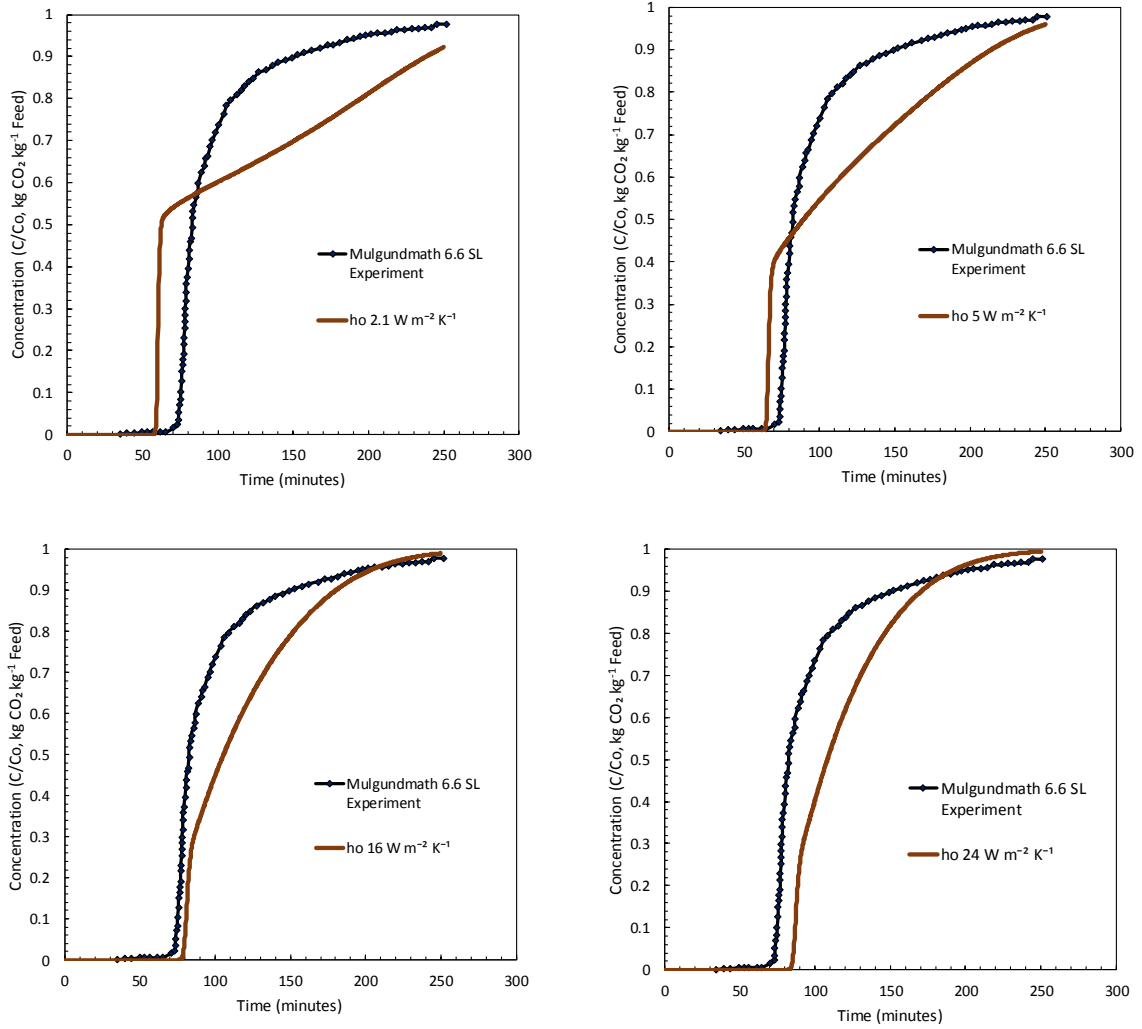 Concentration (C/Co, kg CO₂ kg⁻¹ Feed)
1
0.9
0.8
0.7
0.6
0.5
0.4
0.3
0.2
0.1
0
0 50 100 150 200 250 300
Time (minutes)
Mulgundmath 6.6 SL
Experiment
ho 2.1 W m⁻² K⁻¹
Concentration (C/Co, kg CO₂ kg⁻¹ Feed)
1
0.9
0.8
0.7
0.6
0.5
0.4
0.3
0.2
0.1
0
0 50 100 150 200 250 300
Time (minutes)
Mulgundmath 6.6 SL
Experiment
ho 5 W m⁻² K⁻¹
Concentration (C/Co, kg CO₂ kg⁻¹ Feed)
1
0.9
0.8
0.7
0.6
0.5
0.4
0.3
0.2
0.1
0
0 50 100 150 200 250 300
Time (minutes)
Mulgundmath 6.6 SL
Experiment
ho 16 W m⁻² K⁻¹
Concentration (C/Co, kg CO₂ kg⁻¹ Feed)
1
0.9
0.8
0.7
0.6
0.5
0.4
0.3
0.2
0.1
0
0 50 100 150 200 250 300
Time (minutes)
Mulgundmath 6.6 SL
Experiment
ho 24 W m⁻² K⁻¹